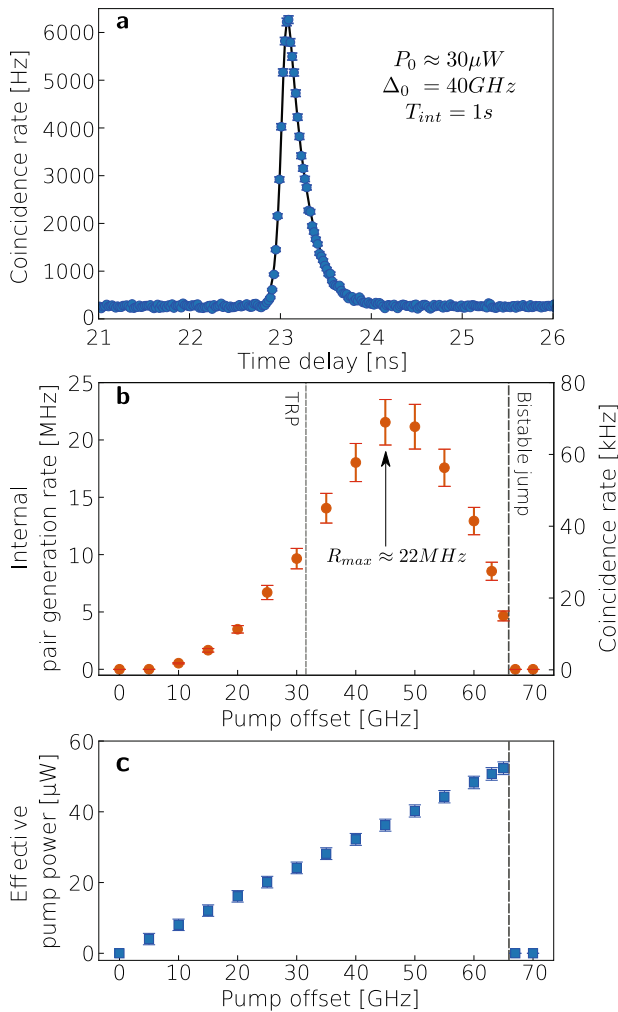 a
Coincidence rate [Hz]
6000
5000
4000
3000
2000
1000
0
P₀ ≈ 30μW
Δ₀ = 40GHz
T_int = 1s
21
22
23
24
25
26
Time delay [ns]
b
Internal
pair generation rate [MHz]
25
20
15
10
5
0
TRP
R_max ≈ 22MHz
Bistable jump
80
60
40
20
0
Coincidence rate [kHz]
0
10
20
30
40
50
60
70
Pump offset [GHz]
c
Effective
pump power [μW]
60
40
20
0
0
10
20
30
40
50
60
70
Pump offset [GHz]